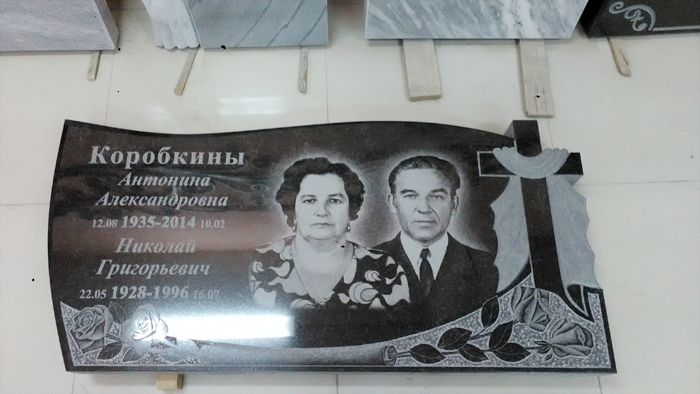 Коробкины
Антонина
Александровна
12.08 1935-2014 10.02
Николай
Григорьевич
22.05 1928-1996 16.07